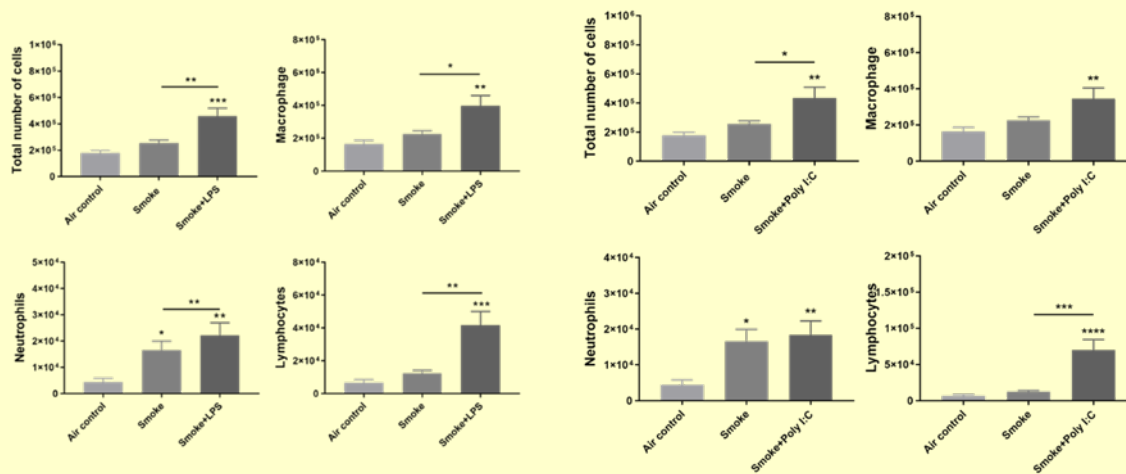 Total number of cells
1×10⁶
8×10⁵
6×10⁵
4×10⁵
2×10⁵
0
**
***
Air control
Smoke
Smoke+LPS
Macrophage
8×10⁵
6×10⁵
4×10⁵
2×10⁵
0
*
**
Air control
Smoke
Smoke+LPS
Total number of cells
1×10⁶
8×10⁵
6×10⁵
4×10⁵
2×10⁵
0
*
**
Air control
Smoke
Smoke+Poly I:C
Macrophage
8×10⁵
6×10⁵
4×10⁵
2×10⁵
0
**
Air control
Smoke
Smoke+Poly I:C
Neutrophils
5×10⁴
4×10⁴
3×10⁴
2×10⁴
1×10⁴
0
*
**
**
Air control
Smoke
Smoke+LPS
Lymphocytes
8×10⁴
6×10⁴
4×10⁴
2×10⁴
0
**
***
Air control
Smoke
Smoke+LPS
Neutrophils
4×10⁴
3×10⁴
2×10⁴
1×10⁴
0
*
**
Air control
Smoke
Smoke+Poly I:C
Lymphocytes
2×10⁵
1.5×10⁵
1×10⁵
5×10⁴
0
***
****
Air control
Smoke
Smoke+Poly I:C